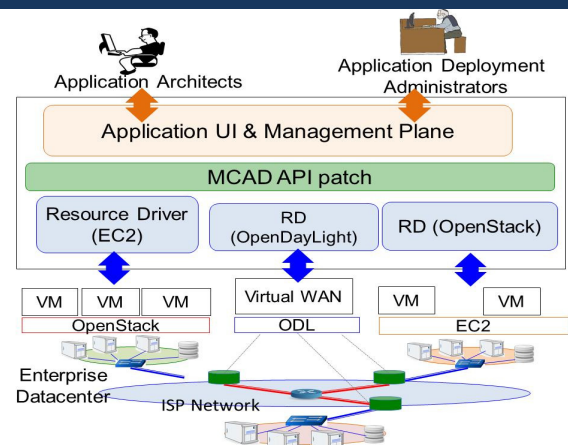 Application Architects
Application Deployment
Administrators
Application UI & Management Plane
MCAD API patch
Resource Driver
(EC2)
RD
(OpenDayLight)
RD (OpenStack)
VM
VM
VM
Virtual WAN
VM
VM
OpenStack
ODL
EC2
Enterprise
Datacenter
ISP Network